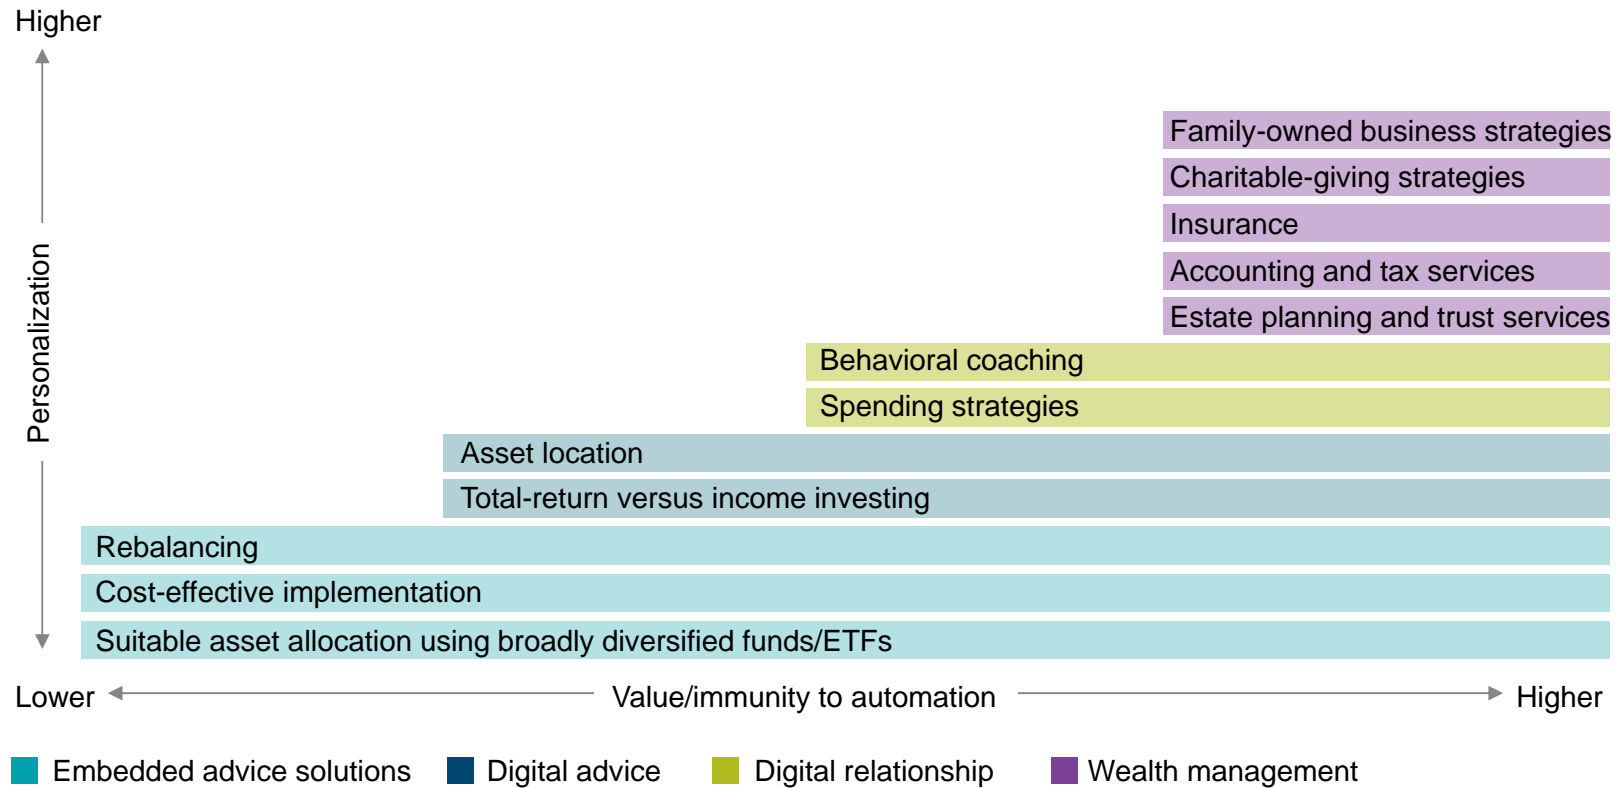 Higher
Personalization
Family-owned business strategies
Charitable-giving strategies
Insurance
Accounting and tax services
Estate planning and trust services
Behavioral coaching
Spending strategies
Asset location
Total-return versus income investing
Rebalancing
Cost-effective implementation
Suitable asset allocation using broadly diversified funds/ETFs
Lower Value/immunity to automation Higher
Embedded advice solutions Digital advice Digital relationship Wealth management